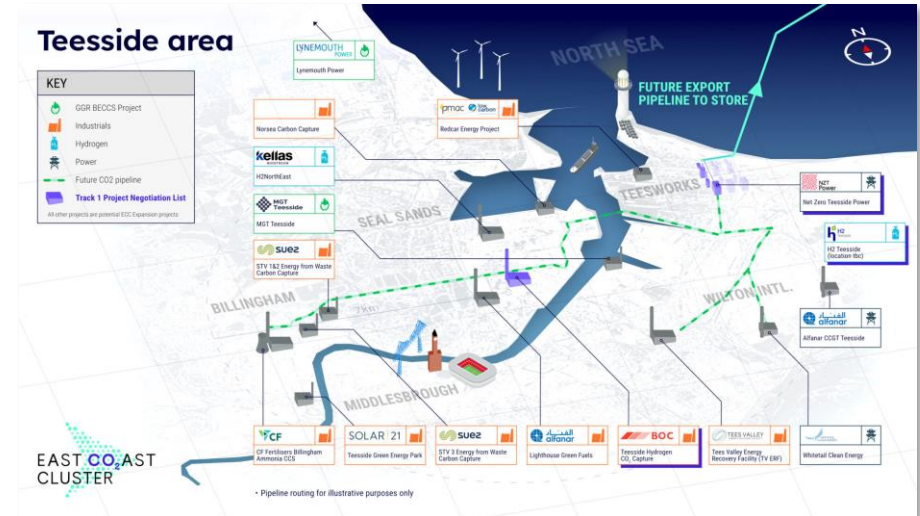 Teesside area
KEY
GGR BECCS Project
Industrials
Hydrogen
Power
Future CO2 pipeline
Track 1 Project Negotiation List
All other projects are potential ECC Expansion projects
LYNEMOUTH
POWER
Lynemouth Power
NORTH SEA
N
FUTURE EXPORT
PIPELINE TO STORE
Norsea Carbon Capture
pmac low carbon
Redcar Energy Project
kellas
H2NorthEast
MGT
Teesside
MGT Teesside
suez
STV 1&2 Energy from Waste
Carbon Capture
SEAL SANDS
TEESWORKS
NZT
Power
Net Zero Teesside Power
H2
H2 Teesside
(location tbc)
BILLINGHAM
7km
WILTON INTL.
الفنار
alfanar
Alfanar CCGT Teesside
MIDDLESBROUGH
CF
CF Fertilisers Billingham
Ammonia CCS
SOLAR 21
Teesside Green Energy Park
suez
STV 3 Energy from Waste
Carbon Capture
الفنار
alfanar
Lighthouse Green Fuels
BOC
Teesside Hydrogen
CO2 Capture
TEES VALLEY
Tees Valley Energy
Recovery Facility (TV ERF)
Whitetail Clean Energy
EAST CO2AST
CLUSTER
• Pipeline routing for illustrative purposes only